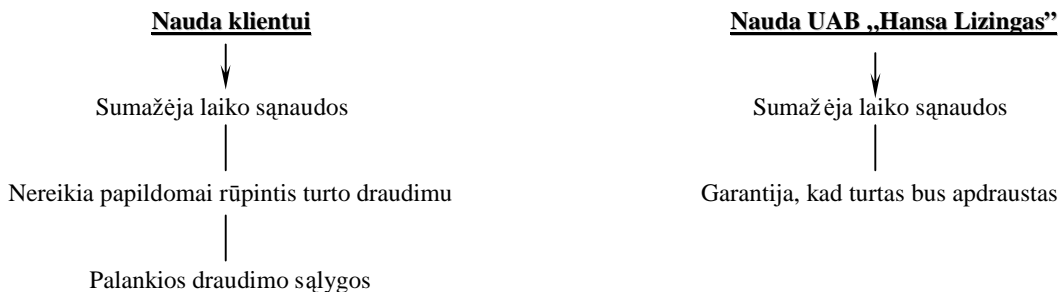 Nauda klientui
Sumažėja laiko sąnaudos
Nereikia papildomai rūpintis turto draudimu
Palankios draudimo sąlygos
Nauda UAB „Hansa Lizingas”
Sumažėja laiko sąnaudos
Garantija, kad turtas bus apdraustas